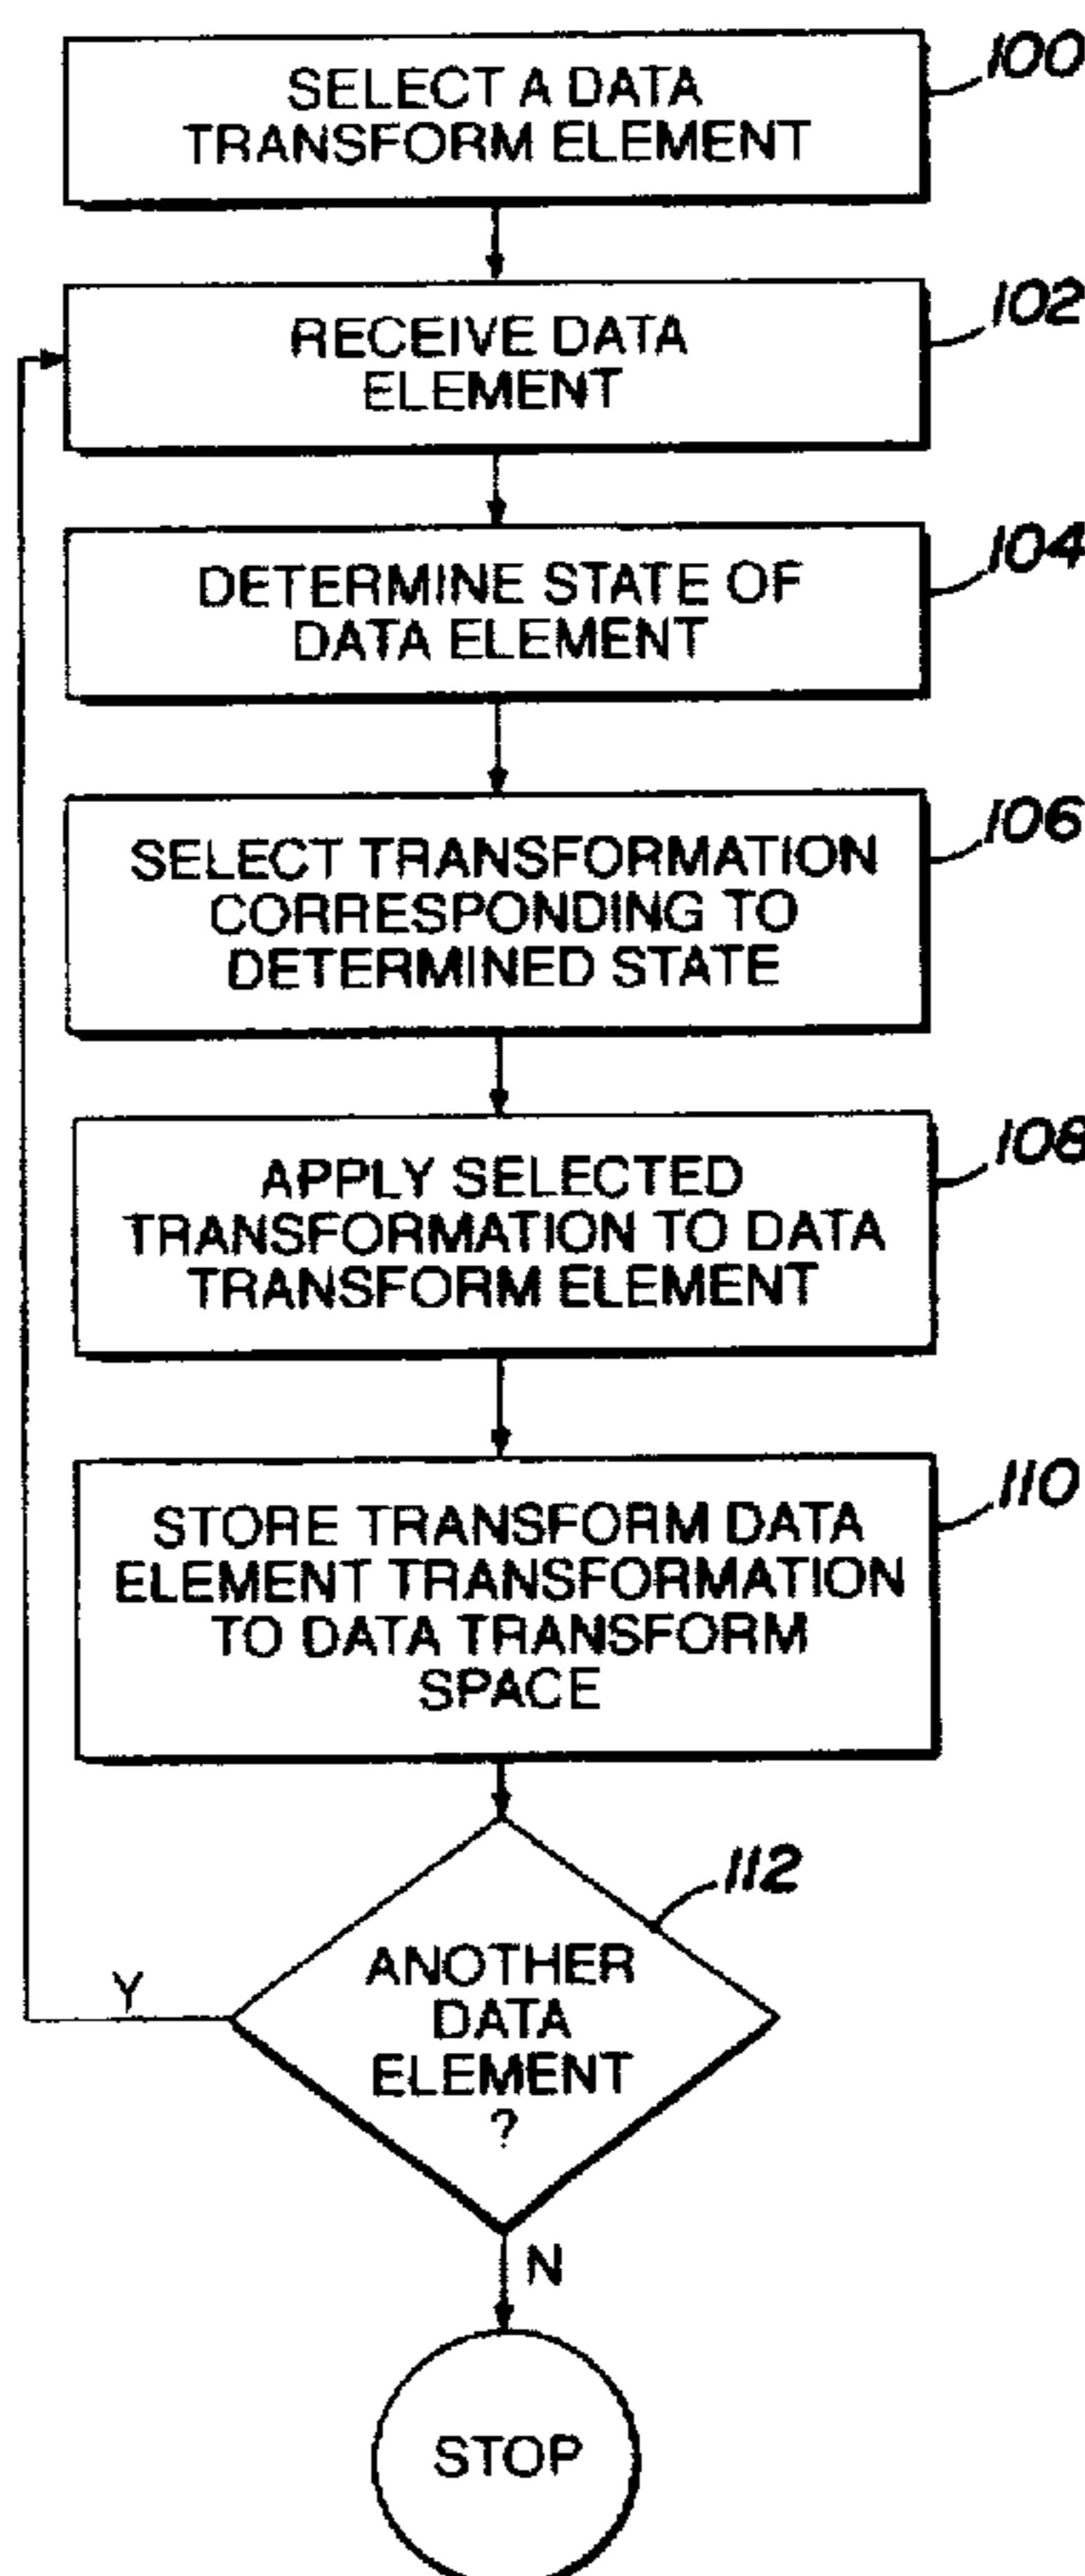 SELECT A DATA
TRANSFORM ELEMENT
100
RECEIVE DATA
ELEMENT
102
DETERMINE STATE OF
DATA ELEMENT
104
SELECT TRANSFORMATION
CORRESPONDING TO
DETERMINED STATE
106
APPLY SELECTED
TRANSFORMATION TO DATA
TRANSFORM ELEMENT
108
STORE TRANSFORM DATA
ELEMENT TRANSFORMATION
TO DATA TRANSFORM
SPACE
110
112
ANOTHER
DATA
ELEMENT
?
Y
N
STOP